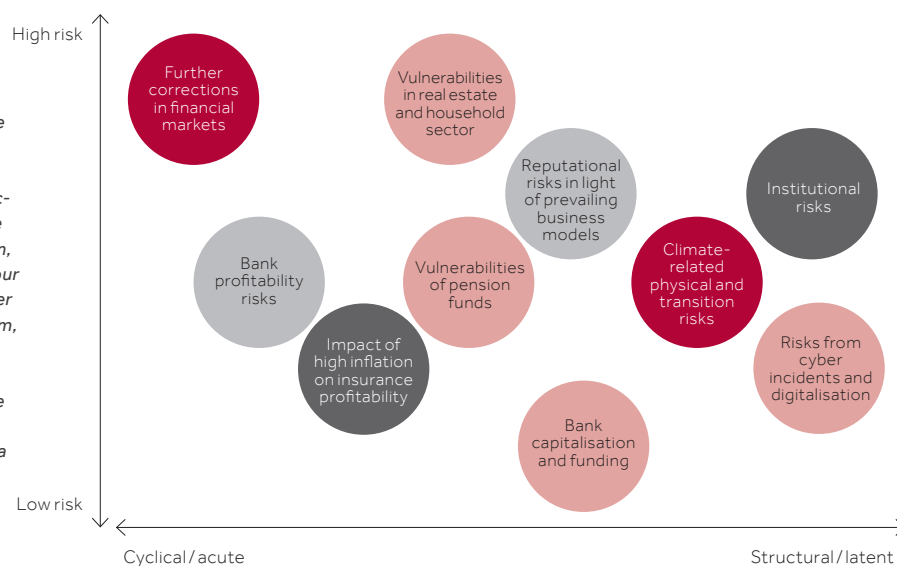 High risk
Further
corrections
in financial
markets
Vulnerabilities
in real estate
and household
sector
Reputational
risks in light
of prevailing
business
models
Institutional
risks
Bank
profitability
risks
Vulnerabilities
of pension
funds
Climate-
related
physical and
transition
risks
Impact of
high inflation
on insurance
profitability
Risks from
cyber
incidents and
digitalisation
Bank
capitalisation
and funding
Low risk
Cyclical / acute
Structural / latent